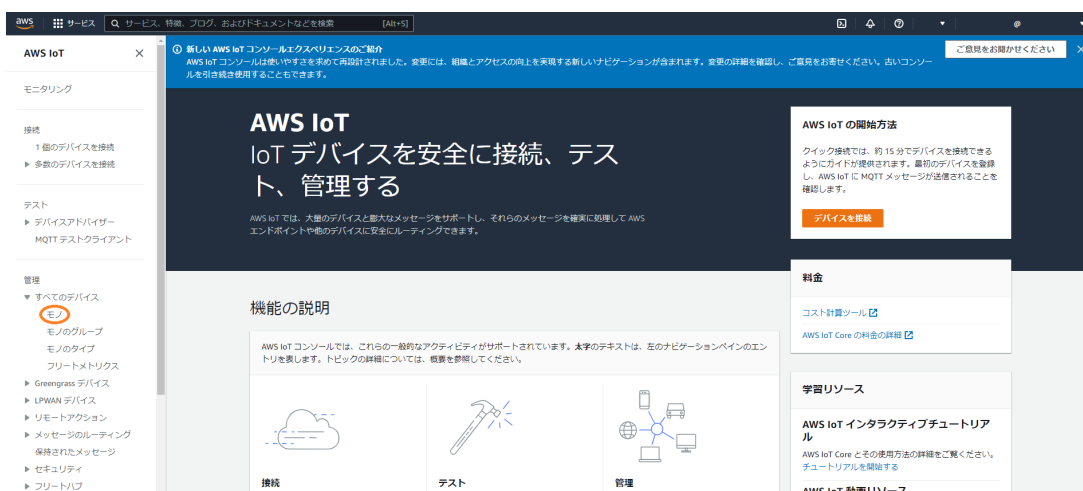 aws
サービス
サービス、特徴、ブログ、およびドキュメントなどを検索
[Alt+S]
@
AWS IoT
モニタリング
接続
1 個のデバイスを接続
多数のデバイスを接続
テスト
デバイスアドバイザー
MQTT テストクライアント
管理
すべてのデバイス
モノ
モノのグループ
モノのタイプ
フリートメトリクス
Greengrass デバイス
LPWAN デバイス
リモートアクション
メッセージのルーティング
保持されたメッセージ
セキュリティ
フリートハブ
新しい AWS IoT コンソールエクスペリエンスのご紹介
AWS IoT コンソールは使いやすさを求めて再設計されました。変更には、組織とアクセスの向上を実現する新しいナビゲーションが含まれます。変更の詳細を確認し、ご意見をお寄せください。古いコンソー
ルを引き続き使用することもできます。
ご意見をお聞かせください
AWS IoT
IoT デバイスを安全に接続、テス
ト、管理する
AWS IoT では、大量のデバイスと膨大なメッセージをサポートし、それらのメッセージを確実に処理して AWS
エンドポイントや他のデバイスに安全にルーティングできます。
AWS IoT の開始方法
クイック接続では、約 15 分でデバイスを接続できる
ようにガイドが提供されます。最初のデバイスを登録
し、AWS IoT に MQTT メッセージが送信されることを
確認します。
デバイスを接続
料金
コスト計算ツール
AWS IoT Core の料金の詳細
機能の説明
AWS IoT コンソールでは、これらの一般的なアクティビティがサポートされています。太字のテキストは、左のナビゲーションペインのエン
トリを表します。トピックの詳細については、概要を参照してください。
接続
テスト
管理
学習リソース
AWS IoT インタラクティブチュートリア
ル
AWS IoT Core とその使用方法の詳細をご覧ください。
チュートリアルを開始する
AWS IoT 動画リソース